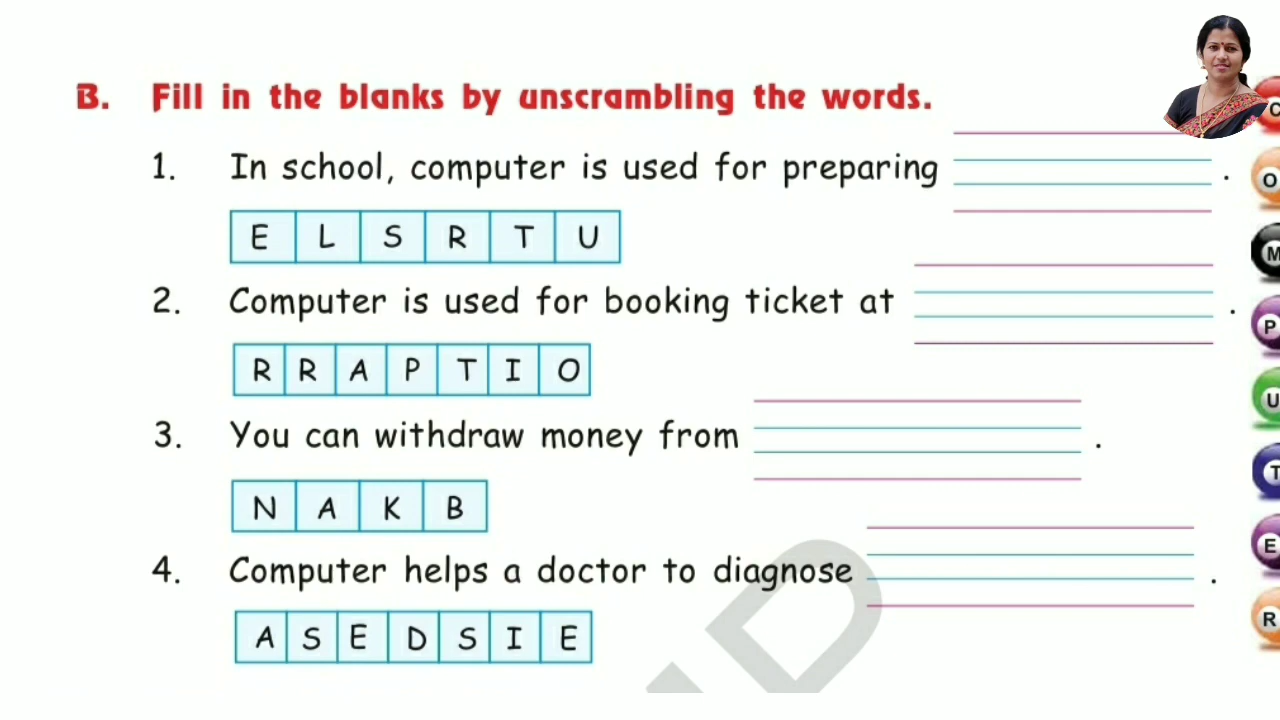 B. Fill in the blanks by unscrambling the words.
1. In school, computer is used for preparing .
E L S R T U
2. Computer is used for booking ticket at .
R R A P T I O
3. You can withdraw money from .
N A K B
4. Computer helps a doctor to diagnose .
A S E D S I E
C
O
M
P
U
T
E
R